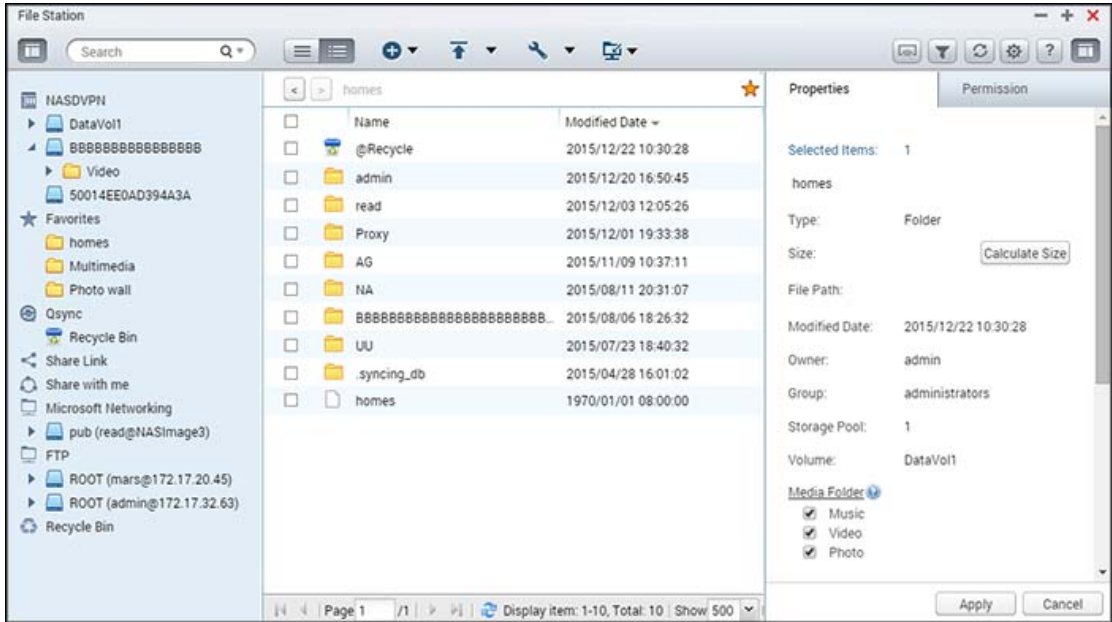 File Station
Search
NASDVPN
DataVol1
BBBBBBBBBBBBBBBB
Video
50014EE0AD394A3A
Favorites
homes
Multimedia
Photo wall
Qsync
Recycle Bin
Share Link
Share with me
Microsoft Networking
pub (read@NASImage3)
FTP
ROOT (mars@172.17.20.45)
ROOT (admin@172.17.32.63)
Recycle Bin
homes
Name Modified Date
@Recycle 2015/12/22 10:30:28
admin 2015/12/20 16:50:45
read 2015/12/03 12:05:26
Proxy 2015/12/01 19:33:38
AG 2015/11/09 10:37:11
NA 2015/08/11 20:31:07
BBBBBBBBBBBBBBBBBBBBBBBB... 2015/08/06 18:26:32
UU 2015/07/23 18:40:32
.syncing_db 2015/04/28 16:01:02
homes 1970/01/01 08:00:00
Page 1 /1 Display item: 1-10, Total: 10 Show 500
Properties Permission
Selected Items: 1
homes
Type: Folder
Size: Calculate Size
File Path:
Modified Date: 2015/12/22 10:30:28
Owner: admin
Group: administrators
Storage Pool: 1
Volume: DataVol1
Media Folder
Music
Video
Photo
Apply Cancel